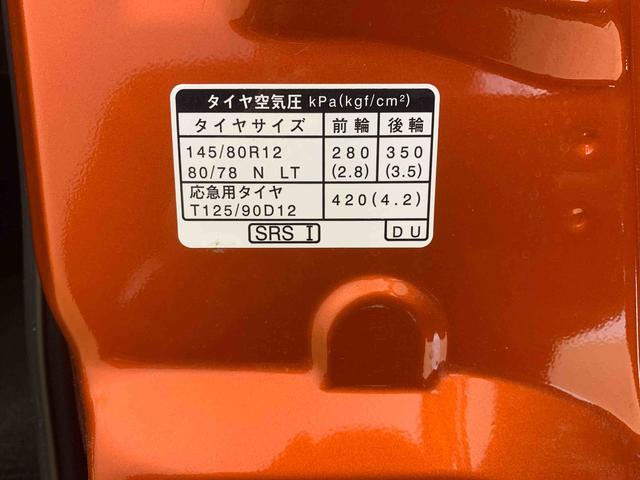 タイヤ空気圧 kPa(kgf/cm²)
タイヤサイズ 前輪 後輪
145/80R12 280 350
80/78 N LT (2.8) (3.5)
応急用タイヤ
T125/90D12 420(4.2)
SRS I DU